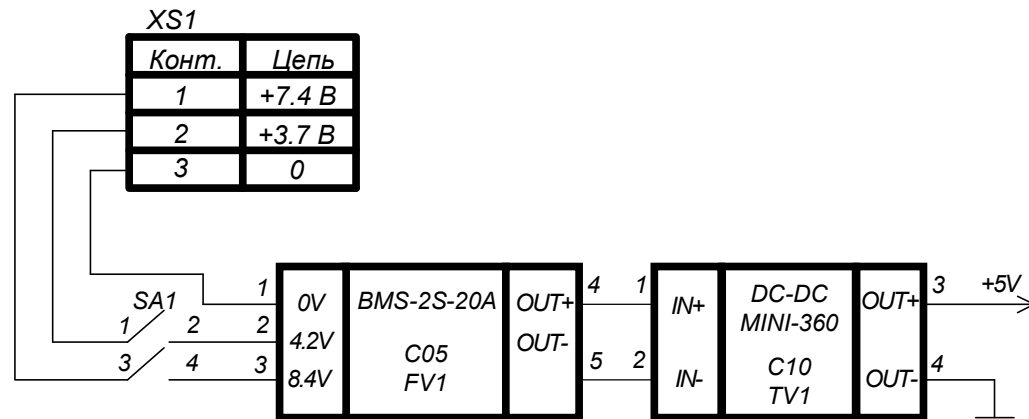 XS1
Конт. Цепь
1 +7.4 В
2 +3.7 В
3 0
SA1
1 2
3 4
1 0V BMS-2S-20A OUT+ 4
2 4.2V OUT- 5
3 8.4V C05
FV1
1 IN+ DC-DC OUT+ 3 +5V
MINI-360
2 IN- C10 OUT- 4
TV1